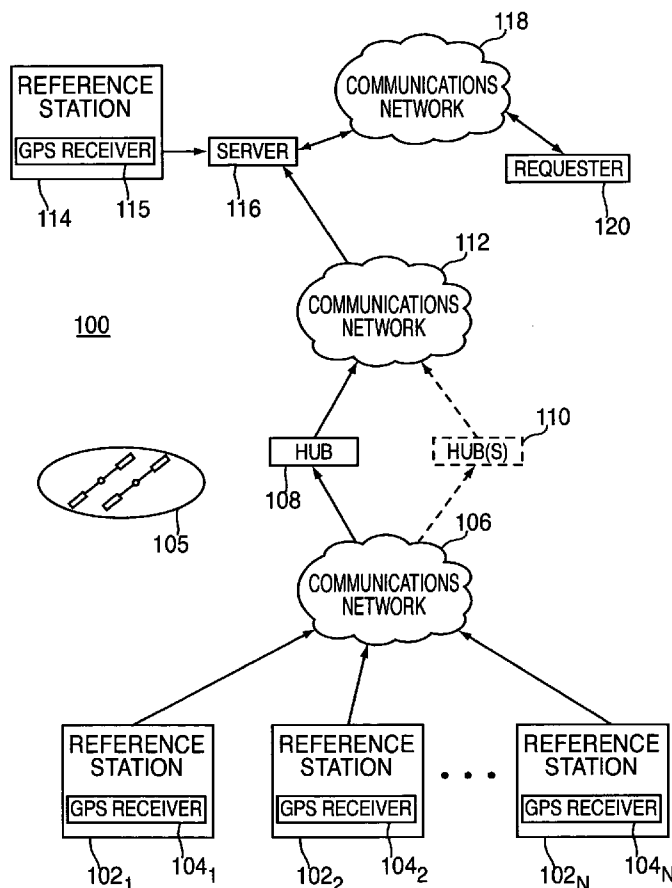 118
REFERENCE
STATION
GPS RECEIVER
114
115
SERVER
116
COMMUNICATIONS
NETWORK
REQUESTER
120
112
COMMUNICATIONS
NETWORK
100
HUB
108
HUB(S)
110
105
106
COMMUNICATIONS
NETWORK
REFERENCE
STATION
GPS RECEIVER
102₁
104₁
REFERENCE
STATION
GPS RECEIVER
102₂
104₂
• • •
REFERENCE
STATION
GPS RECEIVER
102N
104N